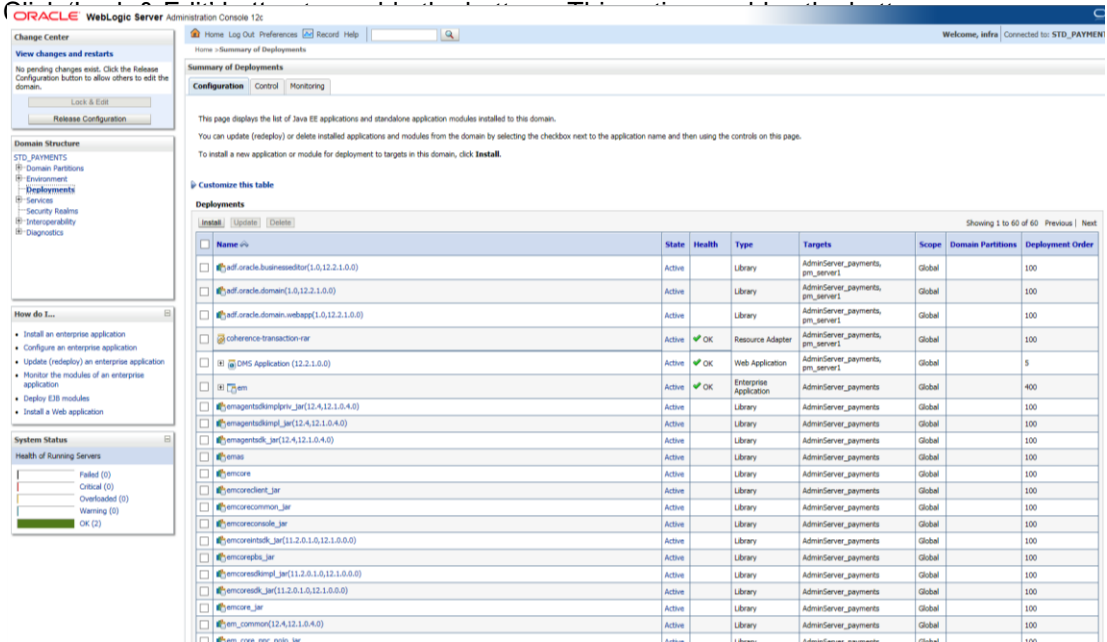 ORACLE WebLogic Server Administration Console 12c
Change Center
View changes and restarts
No pending changes exist. Click the Release
Configuration button to allow others to edit the
domain.
Lock & Edit
Release Configuration
Domain Structure
STD_PAYMENTS
Domain Partitions
Environment
Deployments
Services
Security Realms
Interoperability
Diagnostics
How do I...
Install an enterprise application
Configure an enterprise application
Update (redeploy) an enterprise application
Monitor the modules of an enterprise
application
Deploy EJB modules
Install a Web application
System Status
Health of Running Servers
Failed (0)
Critical (0)
Overloaded (0)
Warning (0)
OK (2)
Home Log Out Preferences Record Help
Welcome, infra Connected to: STD_PAYMENT
Home >Summary of Deployments
Summary of Deployments
Configuration Control Monitoring
This page displays the list of Java EE applications and standalone application modules installed to this domain.
You can update (redeploy) or delete installed applications and modules from the domain by selecting the checkbox next to the application name and then using the controls on this page.
To install a new application or module for deployment to targets in this domain, click Install.
Customize this table
Deployments
Install Update Delete Showing 1 to 60 of 60 Previous | Next
Name State Health Type Targets Scope Domain Partitions Deployment Order
adf.oracle.businesseditor(1.0,12.2.1.0.0) Active Library AdminServer_payments, pm_server1 Global 100
adf.oracle.domain(1.0,12.2.1.0.0) Active Library AdminServer_payments, pm_server1 Global 100
adf.oracle.domain.webapp(1.0,12.2.1.0.0) Active Library AdminServer_payments, pm_server1 Global 100
coherence-transaction-rar Active OK Resource Adapter AdminServer_payments, pm_server1 Global 100
DMS Application (12.2.1.0.0) Active OK Web Application AdminServer_payments, pm_server1 Global 5
em Active OK Enterprise Application AdminServer_payments Global 400
emagentsdkimplpriv_jar(12.4,12.1.0.4.0) Active Library AdminServer_payments Global 100
emagentsdkimpl_jar(12.4,12.1.0.4.0) Active Library AdminServer_payments Global 100
emagentsdk_jar(12.4,12.1.0.4.0) Active Library AdminServer_payments Global 100
emas Active Library AdminServer_payments Global 100
emcore Active Library AdminServer_payments Global 100
emcoreclient_jar Active Library AdminServer_payments Global 100
emcorecommon_jar Active Library AdminServer_payments Global 100
emcoreconsole_jar Active Library AdminServer_payments Global 100
emcoreintsdk_jar(11.2.0.1.0,12.1.0.0.0) Active Library AdminServer_payments Global 100
emcorepbs_jar Active Library AdminServer_payments Global 100
emcoresdkimpl_jar(11.2.0.1.0,12.1.0.0.0) Active Library AdminServer_payments Global 100
emcoresdk_jar(11.2.0.1.0,12.1.0.0.0) Active Library AdminServer_payments Global 100
emcore_jar Active Library AdminServer_payments Global 100
em_common(12.4,12.1.0.4.0) Active Library AdminServer_payments Global 100